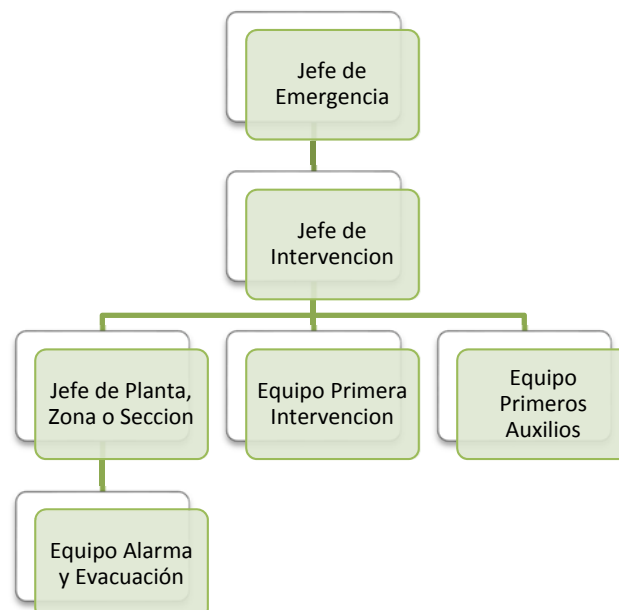 Jefe de
Emergencia
Jefe de
Intervencion
Jefe de Planta,
Zona o Seccion
Equipo Primera
Intervencion
Equipo
Primeros
Auxilios
Equipo Alarma
y Evacuación